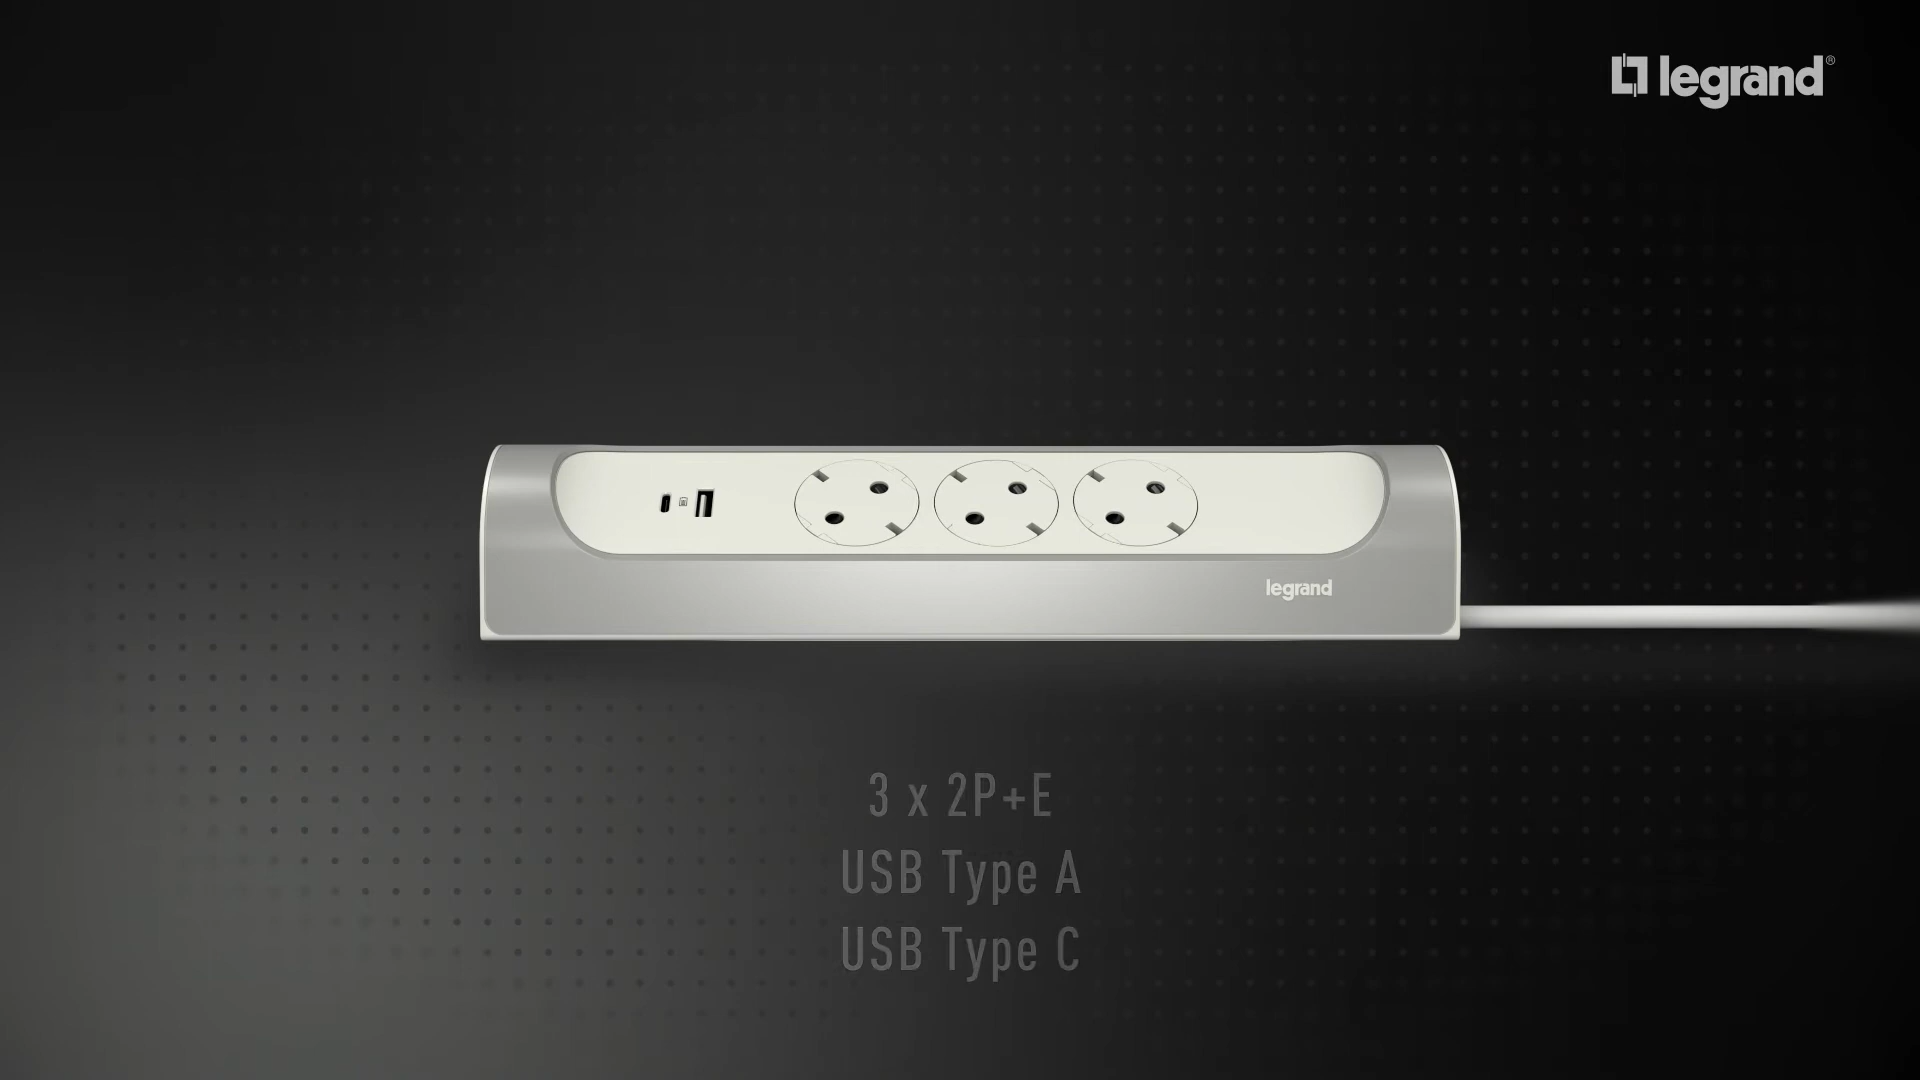 legrand®
legrand
3 x 2P+E
USB Type A
USB Type C